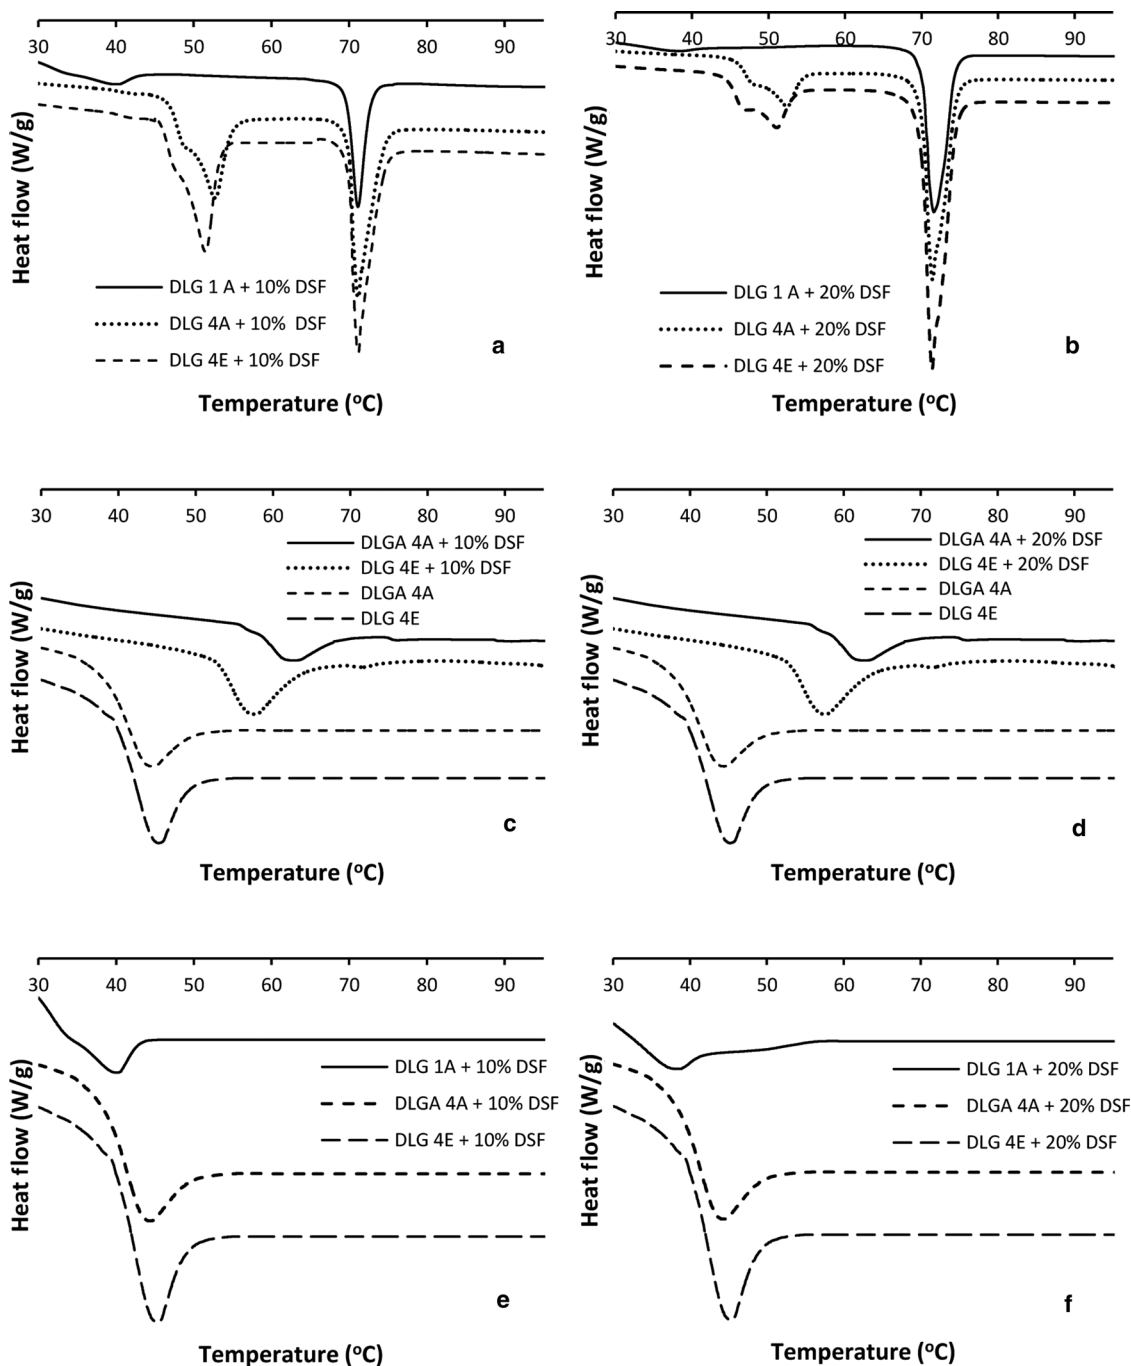 30 40 50 60 70 80 90
Heat flow (W/g)
DLG 1 A + 10% DSF
DLG 4A + 10% DSF
DLG 4E + 10% DSF
a
Temperature (ºC)
30 40 50 60 70 80 90
Heat flow (W/g)
DLG 1 A + 20% DSF
DLG 4A + 20% DSF
DLG 4E + 20% DSF
b
Temperature (ºC)
30 40 50 60 70 80 90
Heat flow (W/g)
DLGA 4A + 10% DSF
DLG 4E + 10% DSF
DLGA 4A
DLG 4E
c
Temperature (ºC)
30 40 50 60 70 80 90
Heat flow (W/g)
DLGA 4A + 20% DSF
DLG 4E + 20% DSF
DLGA 4A
DLG 4E
d
Temperature (ºC)
30 40 50 60 70 80 90
Heat flow (W/g)
DLG 1A + 10% DSF
DLGA 4A + 10% DSF
DLG 4E + 10% DSF
e
Temperature (ºC)
30 40 50 60 70 80 90
Heat flow (W/g)
DLG 1A + 20% DSF
DLGA 4A + 20% DSF
DLG 4E + 20% DSF
f
Temperature (ºC)